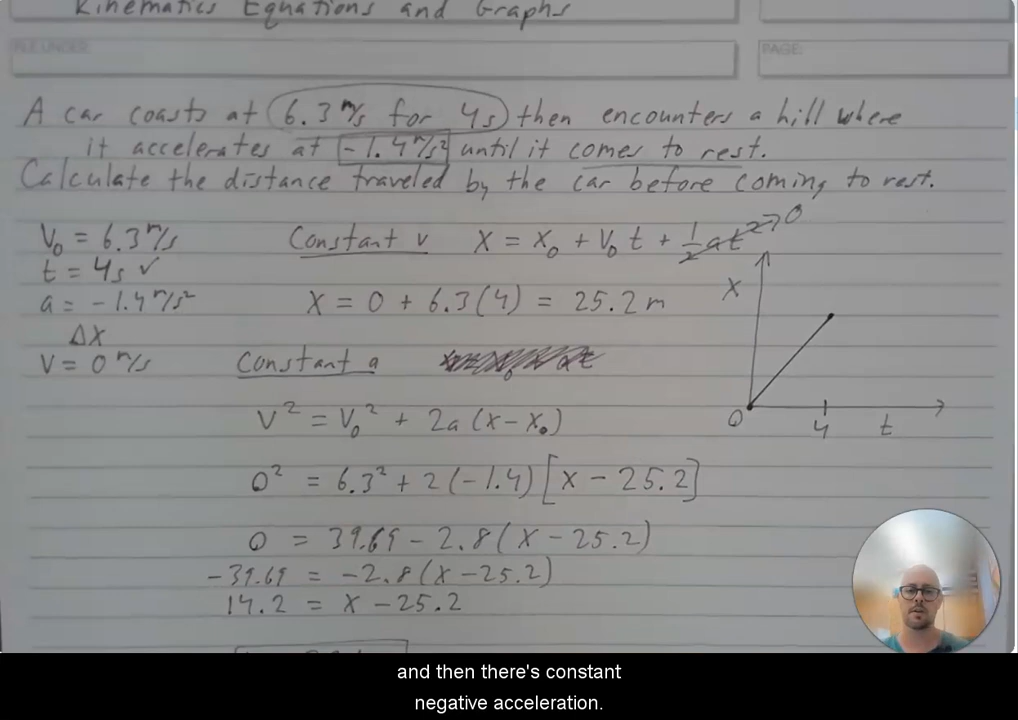 Kinematics Equations and Graphs
FILE UNDER:
PAGE:
A car coasts at 6.3 m/s for 4s then encounters a hill where
it accelerates at -1.4 m/s² until it comes to rest.
Calculate the distance traveled by the car before coming to rest.
V₀ = 6.3 m/s
Constant v X = X₀ + V₀ t + ½ at² → 0
t = 4s ✓
a = -1.4 m/s²
X = 0 + 6.3(4) = 25.2 m
X
ΔX
V = 0 m/s
Constant a
V² = V₀² + 2a (x - x₀)
0 4 t
0² = 6.3² + 2(-1.4)[x - 25.2]
0 = 39.69 - 2.8(x - 25.2)
-39.69 = -2.8(x - 25.2)
14.2 = x - 25.2
and then there's constant
negative acceleration.